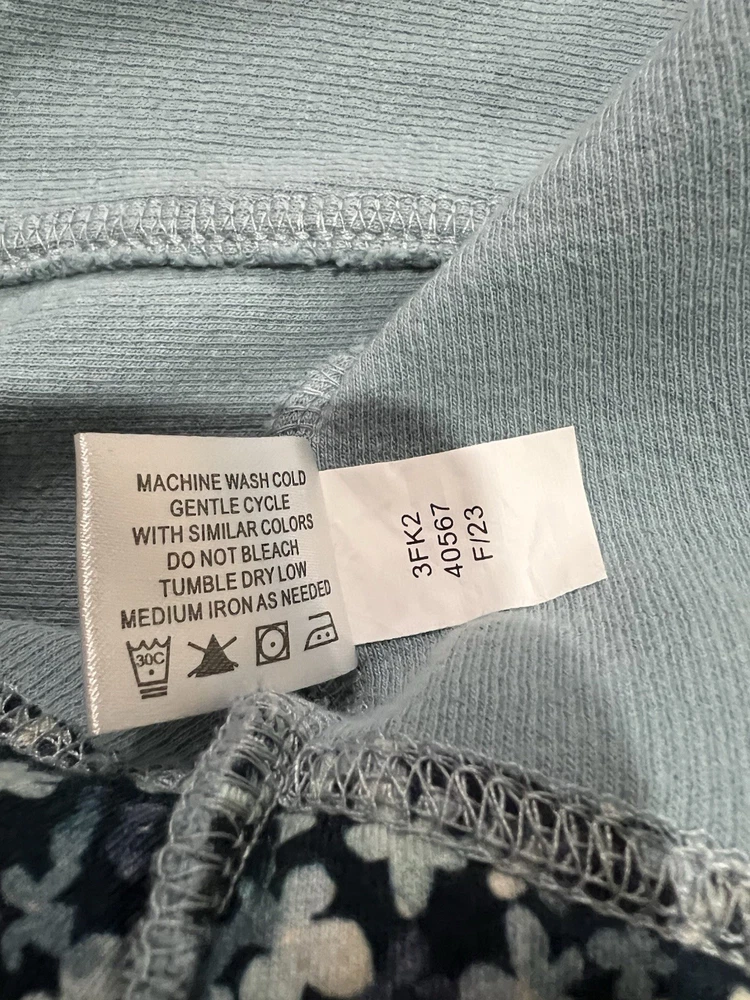 MACHINE WASH COLD
GENTLE CYCLE
WITH SIMILAR COLORS
DO NOT BLEACH
TUMBLE DRY LOW
MEDIUM IRON AS NEEDED
30C
3FK2
40567
F/23